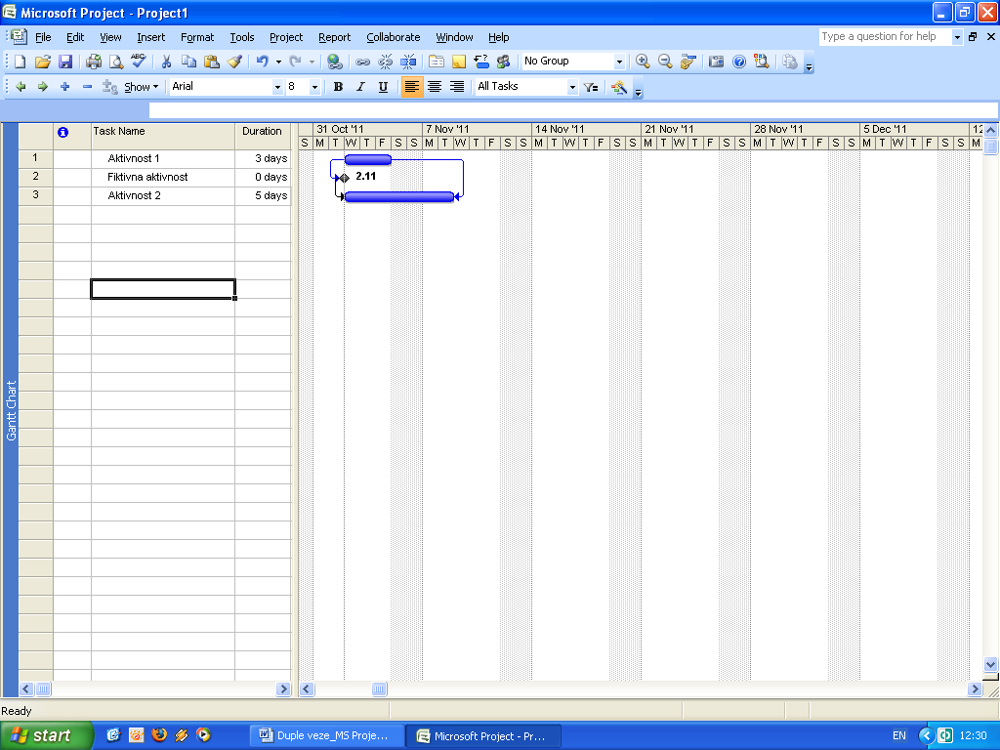 Microsoft Project - Project1
File Edit View Insert Format Tools Project Report Collaborate Window Help
Type a question for help
No Group
Show Arial 8 B I U All Tasks
Task Name Duration
31 Oct '11 7 Nov '11 14 Nov '11 21 Nov '11 28 Nov '11 5 Dec '11 12
S M T W T F S S M T W T F S S M T W T F S S M T W T F S S M T W T F S S M T W T F S S M
1 Aktivnost 1 3 days
2 Fiktivna aktivnost 0 days 2.11
3 Aktivnost 2 5 days
Gantt Chart
Ready
start Duple veze_MS Proje... Microsoft Project - Pr... EN 12:30